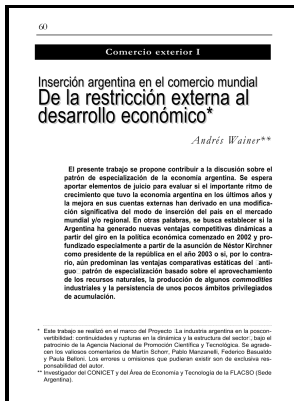 60
Comercio exterior I
Inserción argentina en el comercio mundial
De la restricción externa al
desarrollo económico*
Andrés Wainer**
El presente trabajo se propone contribuir a la discusión sobre el
patrón de especialización de la economía argentina. Se espera
aportar elementos de juicio para evaluar si el importante ritmo de
crecimiento que tuvo la economía argentina en los últimos años y
la mejora en sus cuentas externas han derivado en una modifica-
ción significativa del modo de inserción del país en el mercado
mundial y/o regional. En otras palabras, se busca establecer si la
Argentina ha generado nuevas ventajas competitivas dinámicas a
partir del giro en la política económica comenzado en 2002 y pro-
fundizado especialmente a partir de la asunción de Néstor Kirchner
como presidente de la república en el año 2003 o si, por lo contra-
rio, aún predominan las ventajas comparativas estáticas del anti-
guo patrón de especialización basado sobre el aprovechamiento
de los recursos naturales, la producción de algunos commodities
industriales y la persistencia de unos pocos ámbitos privilegiados
de acumulación.
* Este trabajo se realizó en el marco del Proyecto La industria argentina en la poscon-
vertibilidad: continuidades y rupturas en la dinámica y la estructura del sector, bajo el
patrocinio de la Agencia Nacional de Promoción Científica y Tecnológica. Se agrade-
cen los valiosos comentarios de Martín Schorr, Pablo Manzanelli, Federico Basualdo
y Paula Belloni. Los errores u omisiones que pudieran existir son de exclusiva res-
ponsabilidad del autor.
** Investigador del CONICET y del Área de Economía y Tecnología de la FLACSO (Sede
Argentina).